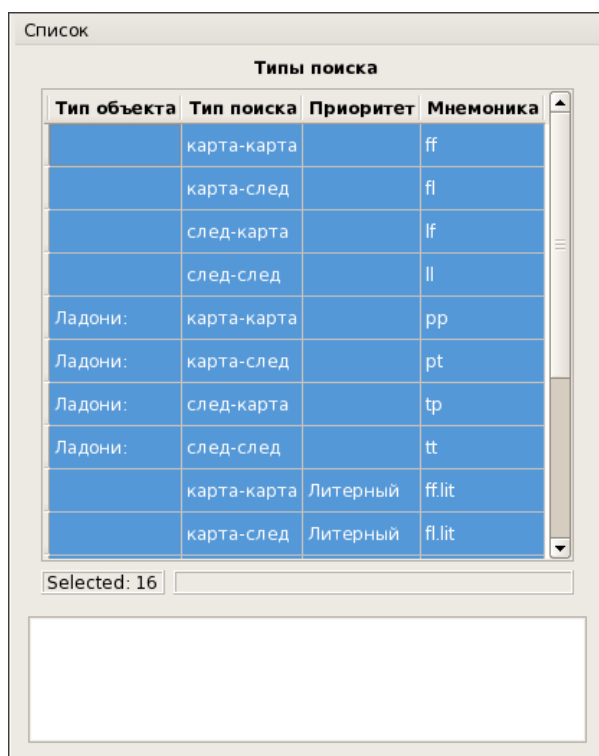 Список
Типы поиска
Тип объекта Тип поиска Приоритет Мнемоника
карта-карта ff
карта-след fl
след-карта lf
след-след ll
Ладони: карта-карта pp
Ладони: карта-след pt
Ладони: след-карта tp
Ладони: след-след tt
карта-карта Литерный ff.lit
карта-след Литерный fl.lit
Selected: 16